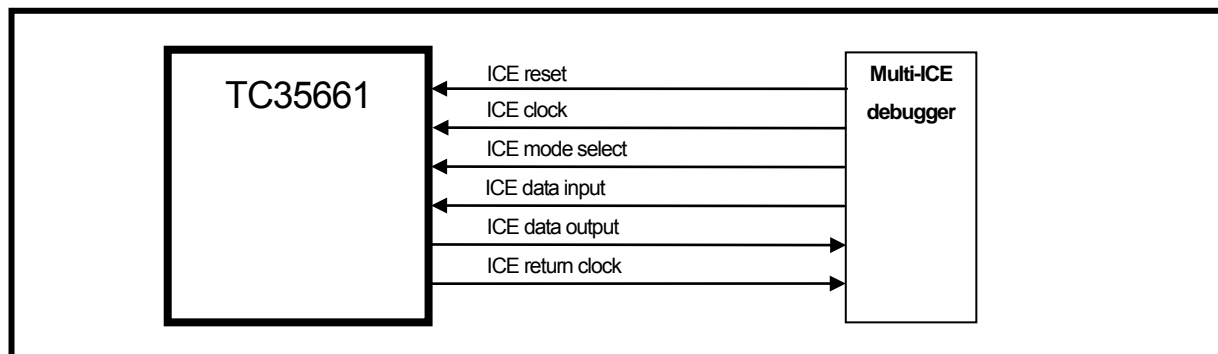 TC35661
ICE reset
ICE clock
ICE mode select
ICE data input
ICE data output
ICE return clock
Multi-ICE
debugger